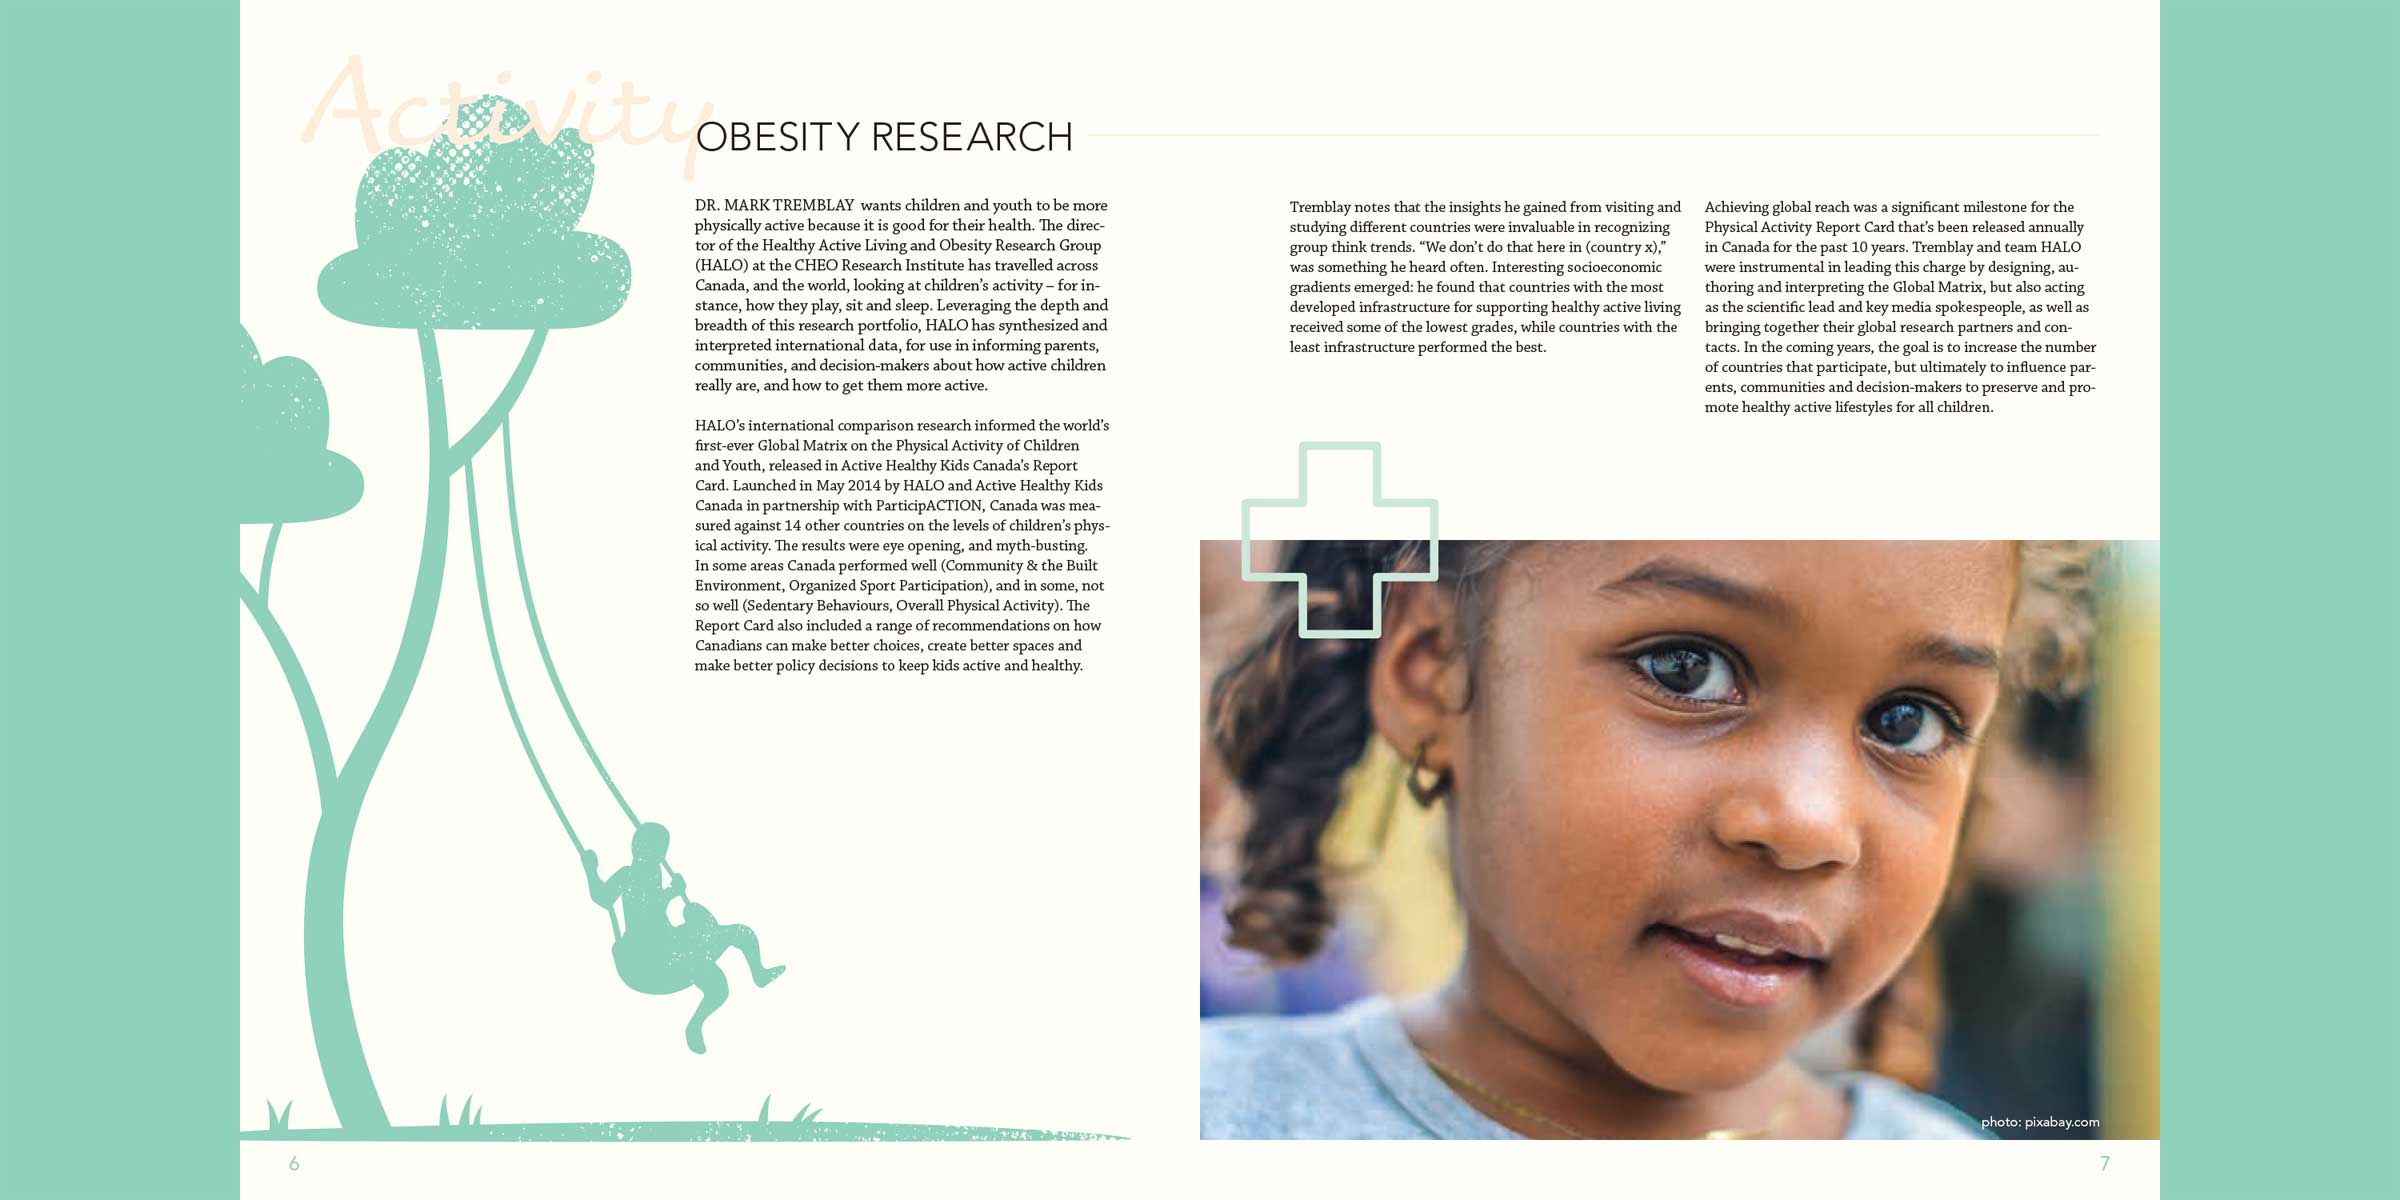 Activity
OBESITY RESEARCH
DR. MARK TREMBLAY wants children and youth to be more
physically active because it is good for their health. The direc-
tor of the Healthy Active Living and Obesity Research Group
(HALO) at the CHEO Research Institute has travelled across
Canada, and the world, looking at children’s activity – for in-
stance, how they play, sit and sleep. Leveraging the depth and
breadth of this research portfolio, HALO has synthesized and
interpreted international data, for use in informing parents,
communities, and decision-makers about how active children
really are, and how to get them more active.
HALO’s international comparison research informed the world’s
first-ever Global Matrix on the Physical Activity of Children
and Youth, released in Active Healthy Kids Canada’s Report
Card. Launched in May 2014 by HALO and Active Healthy Kids
Canada in partnership with ParticipACTION, Canada was mea-
sured against 14 other countries on the levels of children’s phys-
ical activity. The results were eye opening, and myth-busting.
In some areas Canada performed well (Community & the Built
Environment, Organized Sport Participation), and in some, not
so well (Sedentary Behaviours, Overall Physical Activity). The
Report Card also included a range of recommendations on how
Canadians can make better choices, create better spaces and
make better policy decisions to keep kids active and healthy.
Tremblay notes that the insights he gained from visiting and
studying different countries were invaluable in recognizing
group think trends. “We don’t do that here in (country x),”
was something he heard often. Interesting socioeconomic
gradients emerged: he found that countries with the most
developed infrastructure for supporting healthy active living
received some of the lowest grades, while countries with the
least infrastructure performed the best.
Achieving global reach was a significant milestone for the
Physical Activity Report Card that’s been released annually
in Canada for the past 10 years. Tremblay and team HALO
were instrumental in leading this charge by designing, au-
thoring and interpreting the Global Matrix, but also acting
as the scientific lead and key media spokespeople, as well as
bringing together their global research partners and con-
tacts. In the coming years, the goal is to increase the number
of countries that participate, but ultimately to influence par-
ents, communities and decision-makers to preserve and pro-
mote healthy active lifestyles for all children.
photo: pixabay.com
6
7